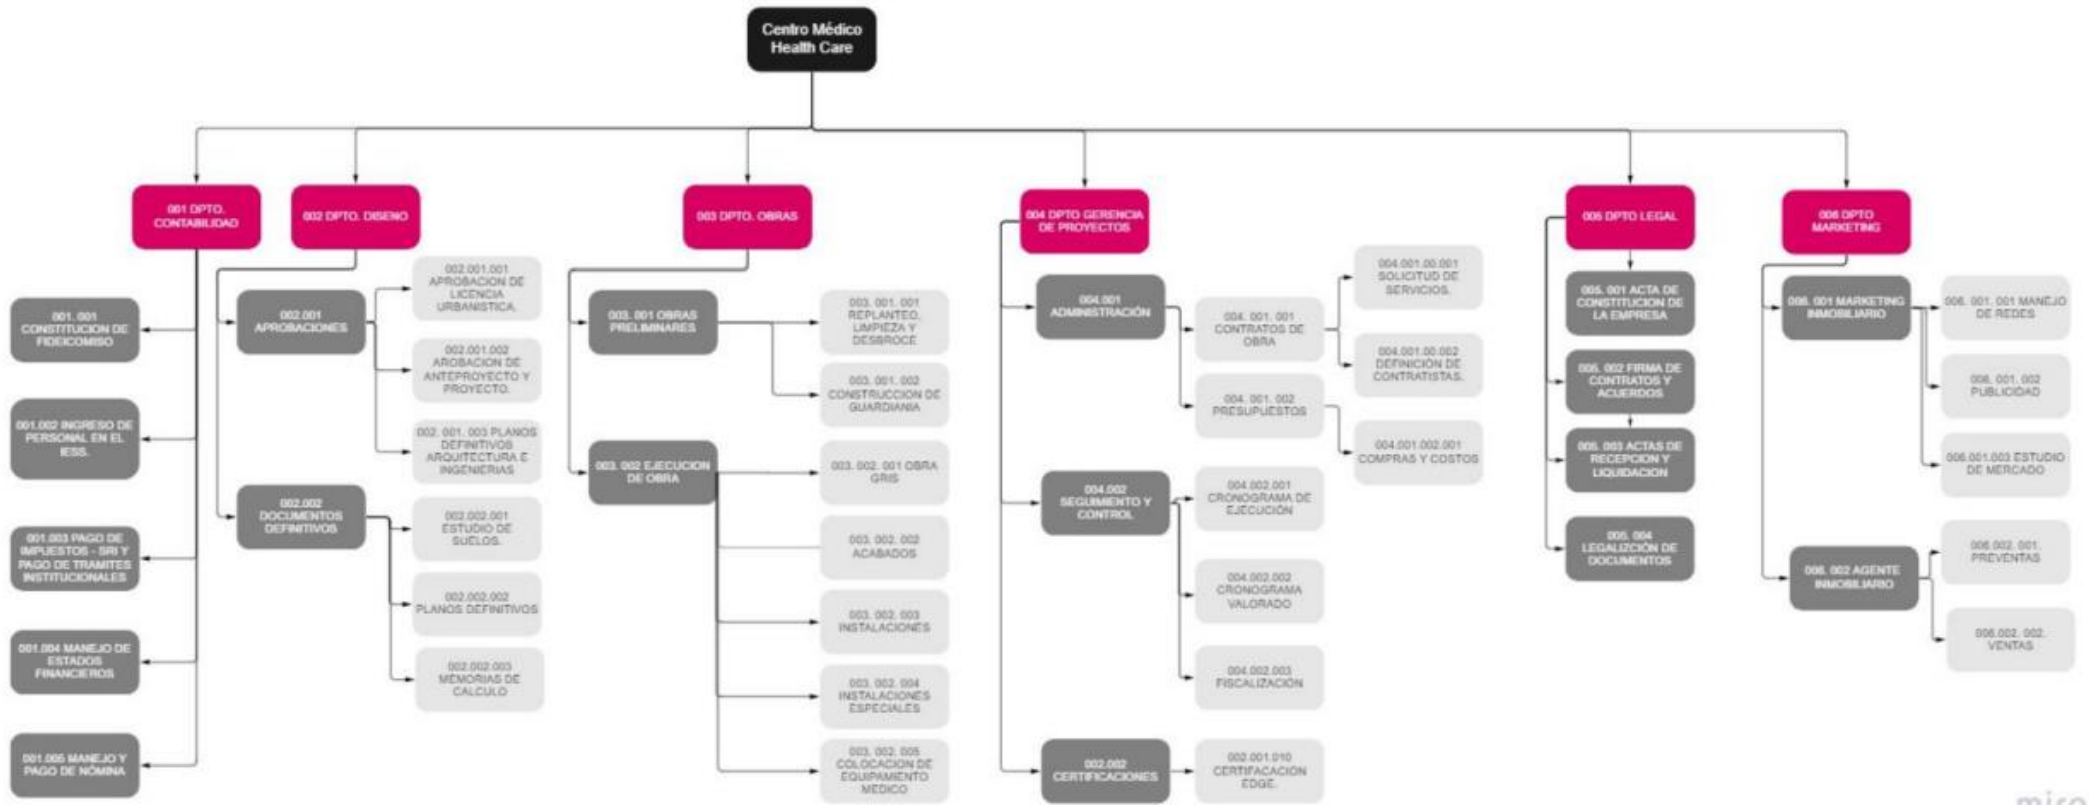 Centro Médico
Health Care
001 DPTO.
CONTABILIDAD
001. 001
CONSTITUCION DE
FIDEICOMISO
001.002 INGRESO DE
PERSONAL EN EL
IESS.
001.003 PAGO DE
IMPUESTOS - SRI Y
PAGO DE TRAMITES
INSTITUCIONALES
001.004 MANEJO DE
ESTADOS
FINANCIEROS
001.005 MANEJO Y
PAGO DE NÓMINA
002 DPTO. DISENO
002.001
APROBACIONES
002.001.001
APROBACION DE
LICENCIA
URBANISTICA.
002.001.002
AROBACION DE
ANTEPROYECTO Y
PROYECTO.
002. 001. 003 PLANOS
DEFINITIVOS
ARQUITECTURA E
INGENIERIAS
002.002
DOCUMENTOS
DEFINITIVOS
002.002.001
ESTUDIO DE
SUELOS.
002.002.002
PLANOS DEFINITIVOS
002.002.003
MEMORIAS DE
CALCULO
003 DPTO. OBRAS
003. 001 OBRAS
PRELIMINARES
003. 001. 001
REPLANTEO,
LIMPIEZA Y
DESBROCE
003. 001. 002
CONSTRUCCION DE
GUARDIANIA
003. 002 EJECUCION
DE OBRA
003. 002. 001 OBRA
GRIS
003. 002. 002
ACABADOS
003. 002. 003
INSTALACIONES
003. 002. 004
INSTALACIONES
ESPECIALES
003. 002. 005
COLOCACION DE
EQUIPAMIENTO
MEDICO
004 DPTO GERENCIA
DE PROYECTOS
004.001
ADMINISTRACIÓN
004. 001. 001
CONTRATOS DE
OBRA
004.001.00.001
SOLICITUD DE
SERVICIOS.
004.001.00.002
DEFINICIÓN DE
CONTRATISTAS.
004. 001. 002
PRESUPUESTOS
004.001.002.001
COMPRAS Y COSTOS
004.002
SEGUIMIENTO Y
CONTROL
004.002.001
CRONOGRAMA DE
EJECUCIÓN
004.002.002
CRONOGRAMA
VALORADO
004.002.003
FISCALIZACIÓN
002.002
CERTIFICACIONES
002.001.010
CERTIFACACIÓN
EDGE.
005 DPTO LEGAL
005. 001 ACTA DE
CONSTITUCION DE
LA EMPRESA
005. 002 FIRMA DE
CONTRATOS Y
ACUERDOS
005. 003 ACTAS DE
RECEPCION Y
LIQUIDACION
005. 004
LEGALIZCIÓN DE
DOCUMENTOS
006 DPTO
MARKETING
006. 001 MARKETING
INMOBILIARIO
006. 001. 001 MANEJO
DE REDES
006. 001. 002
PUBLICIDAD
006.001.003 ESTUDIO
DE MERCADO
006. 002 AGENTE
INMOBILIARIO
006.002. 001.
PREVENTAS
006.002. 002.
VENTAS
miro